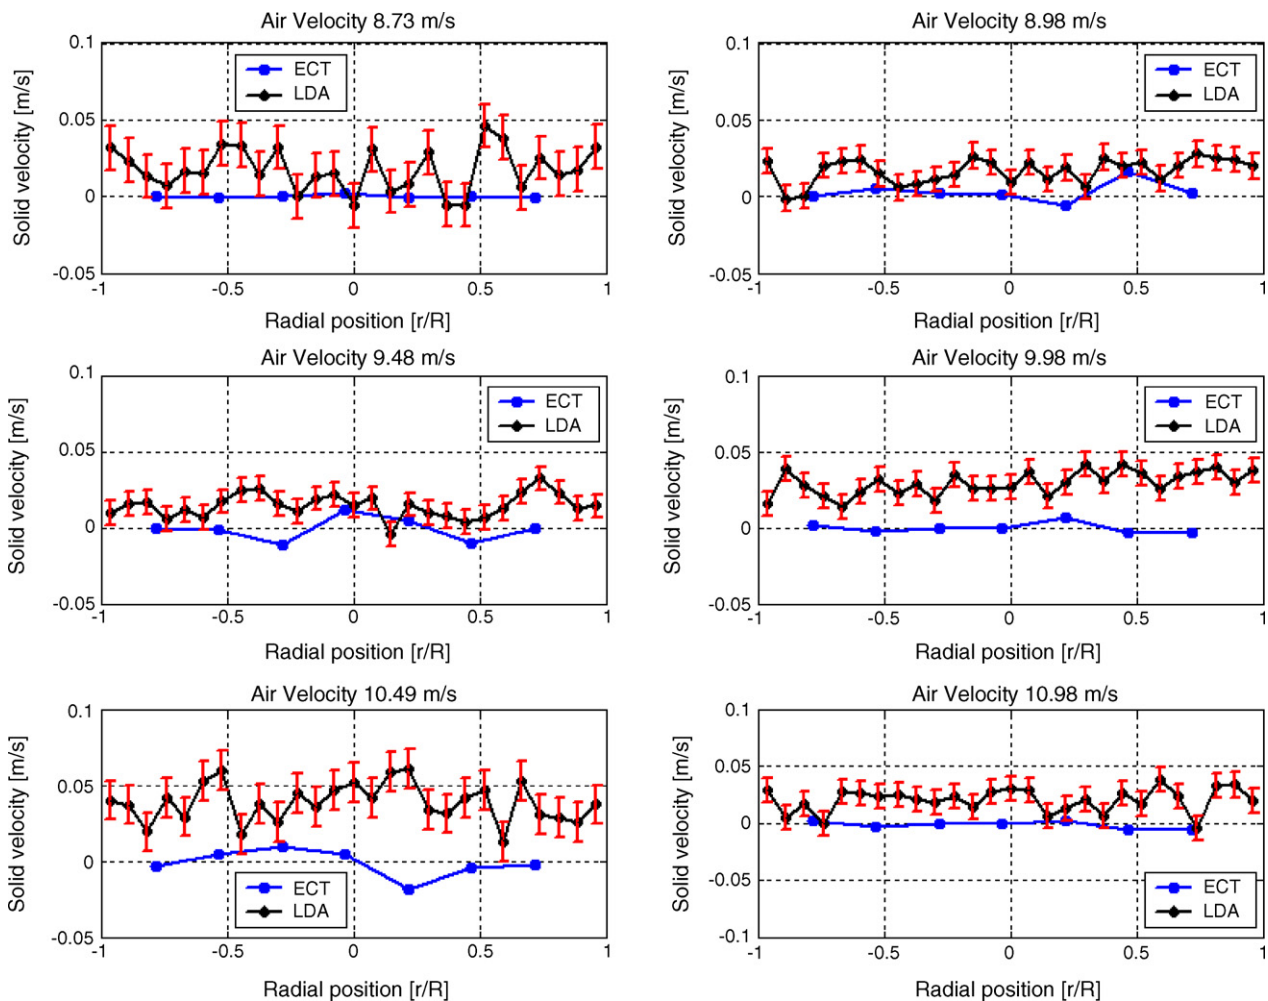 Air Velocity 8.73 m/s
Solid velocity [m/s]
0.1
0.05
0
-0.05
ECT
LDA
-1 -0.5 0 0.5 1
Radial position [r/R]
Air Velocity 8.98 m/s
Solid velocity [m/s]
0.1
0.05
0
-0.05
ECT
LDA
-1 -0.5 0 0.5 1
Radial position [r/R]
Air Velocity 9.48 m/s
Solid velocity [m/s]
0.1
0.05
0
-0.05
ECT
LDA
-1 -0.5 0 0.5 1
Radial position [r/R]
Air Velocity 9.98 m/s
Solid velocity [m/s]
0.1
0.05
0
-0.05
ECT
LDA
-1 -0.5 0 0.5 1
Radial position [r/R]
Air Velocity 10.49 m/s
Solid velocity [m/s]
0.1
0.05
0
-0.05
ECT
LDA
-1 -0.5 0 0.5 1
Radial position [r/R]
Air Velocity 10.98 m/s
Solid velocity [m/s]
0.1
0.05
0
-0.05
-0.1
ECT
LDA
-1 -0.5 0 0.5 1
Radial position [r/R]